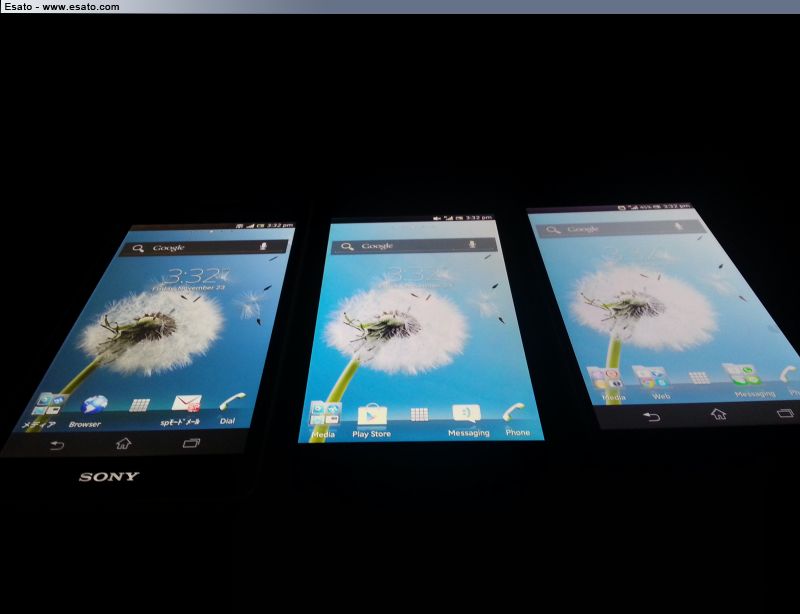 Esato - www.esato.com
3:32 pm
Google
3:32
Friday November 23
メディア
Browser
spモードメール
Dial
SONY
3:32 pm
Google
3:32
Media
Play Store
Messaging
Phone
45% 3:32 pm
Google
Media
Web
Messaging